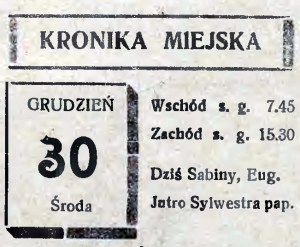 KRONIKA MIEJSKA
GRUDZIEŃ
30
Środa
Wschód s. g. 7.45
Zachód s. g. 15.30
Dziś Sabiny, Eug.
Jutro Sylwestra pap.